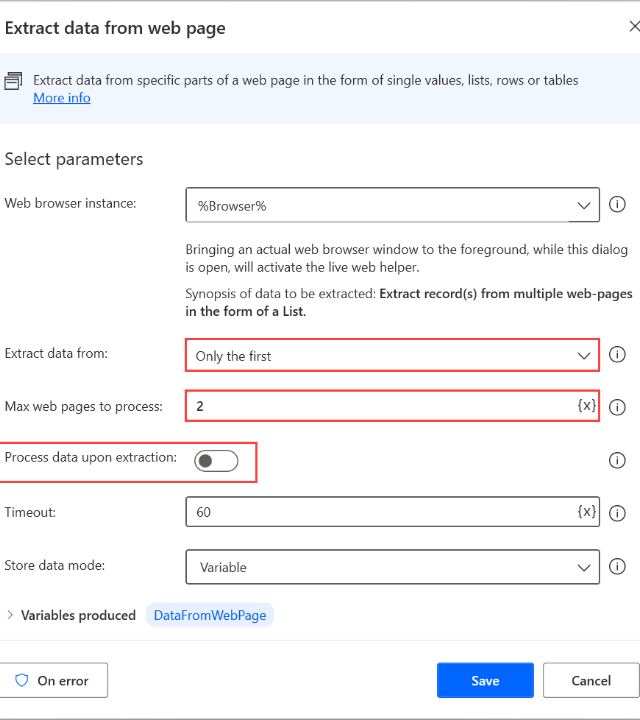 Extract data from web page
Extract data from specific parts of a web page in the form of single values, lists, rows or tables
More info
Select parameters
Web browser instance:
%Browser%
Bringing an actual web browser window to the foreground, while this dialog
is open, will activate the live web helper.
Synopsis of data to be extracted: Extract record(s) from multiple web-pages
in the form of a List.
Extract data from:
Only the first
Max web pages to process:
2
{x}
Process data upon extraction:
Timeout:
60
{x}
Store data mode:
Variable
Variables produced
DataFromWebPage
On error
Save
Cancel